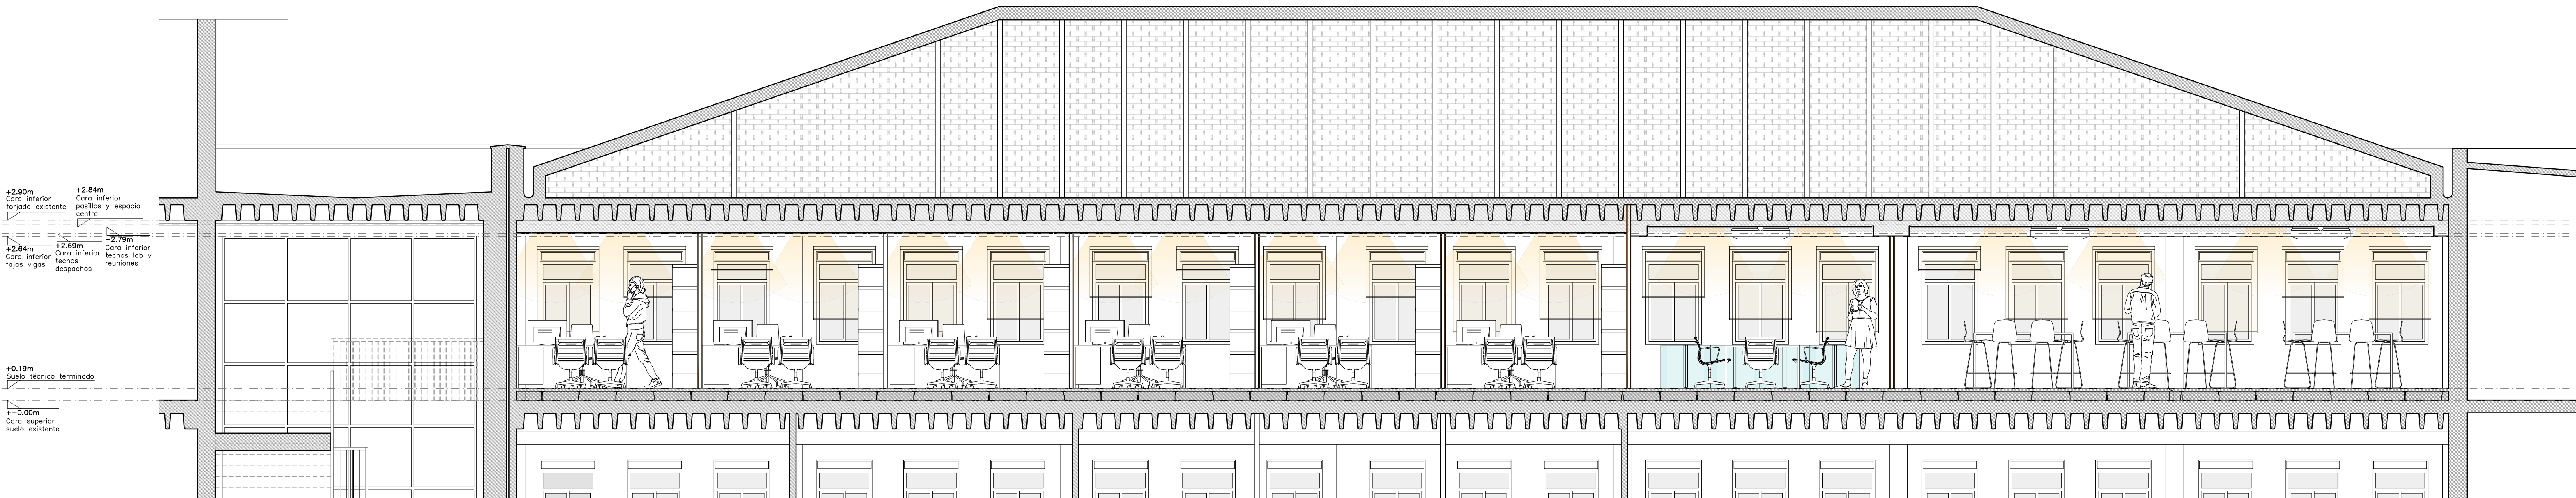 +2.90m
Cara inferior
forjado existente
+2.84m
Cara inferior
pasillos y espacio
central
+2.64m
Cara inferior
fajas vigas
+2.69m
Cara inferior
techos
despachos
+2.79m
Cara inferior
techos lab y
reuniones
+0.19m
Suelo técnico terminado
+-0.00m
Cara superior
suelo existente